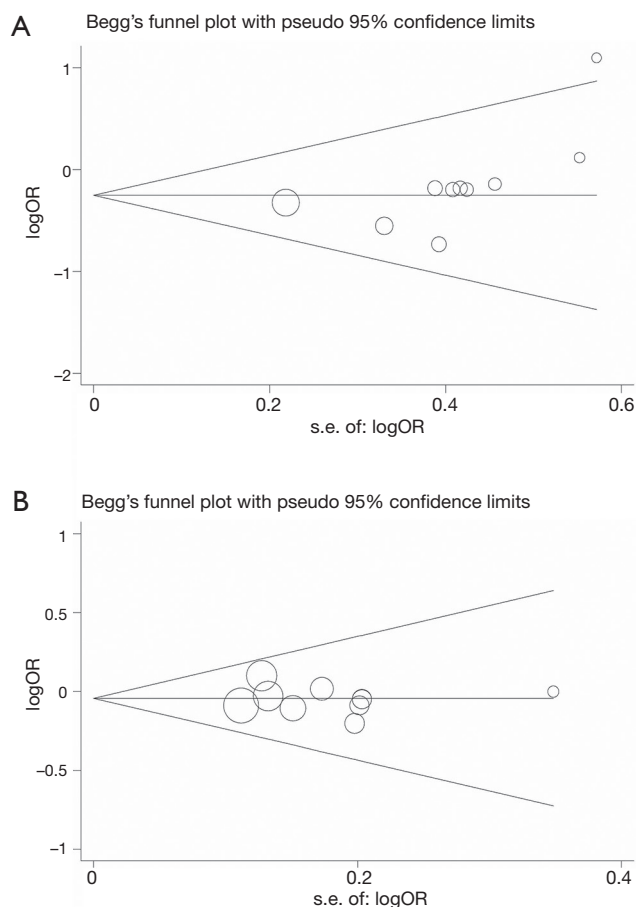 A
Begg's funnel plot with pseudo 95% confidence limits
1
0
−1
−2
logOR
0
0.2
0.4
0.6
s.e. of: logOR
B
Begg's funnel plot with pseudo 95% confidence limits
1
0.5
0
−0.5
−1
logOR
0
0.2
0.4
s.e. of: logOR